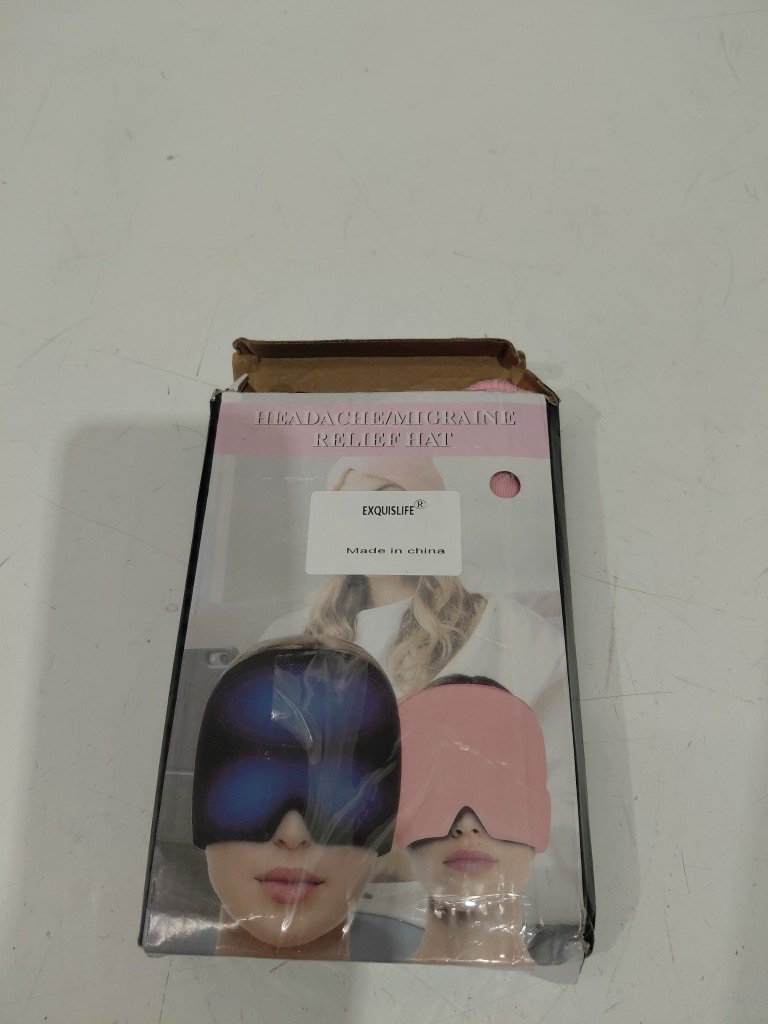 HEADACHE/MIGRAINE
RELIEF HAT
EXQUISLIFE®
Made in china